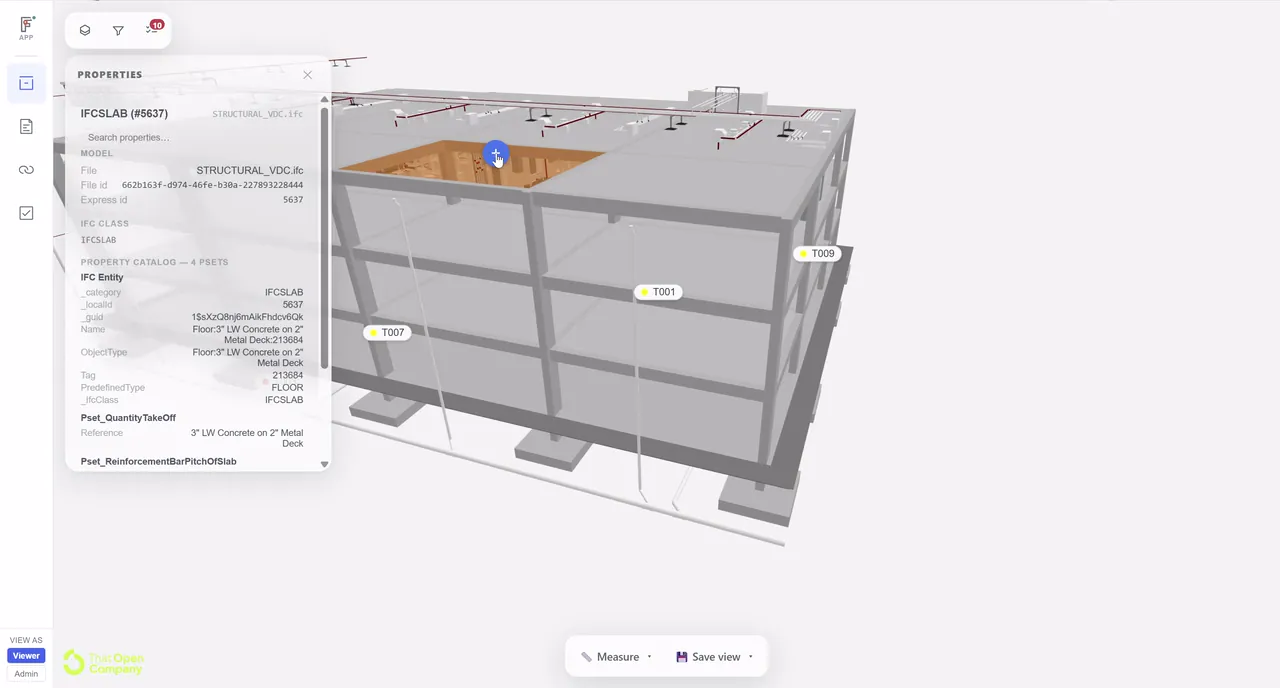 APP
10
PROPERTIES
IFCSLAB (#5637) STRUCTURAL_VDC.ifc
Search properties...
MODEL
File STRUCTURAL_VDC.ifc
File id 662b163f-d974-46fe-b30a-227893228444
Express id 5637
IFC CLASS
IFCSLAB
PROPERTY CATALOG — 4 PSETS
IFC Entity
_category IFCSLAB
_localId 5637
_guid 1$sXzQ8nj6mAikFhdcv6Qk
Name Floor:3" LW Concrete on 2"
Metal Deck:213684
ObjectType Floor:3" LW Concrete on 2"
Metal Deck
Tag 213684
PredefinedType FLOOR
_IfcClass IFCSLAB
Pset_QuantityTakeOff
Reference 3" LW Concrete on 2" Metal
Deck
Pset_ReinforcementBarPitchOfSlab
T009
T001
T007
VIEW AS
Viewer
Admin
That Open
Company
Measure
Save view